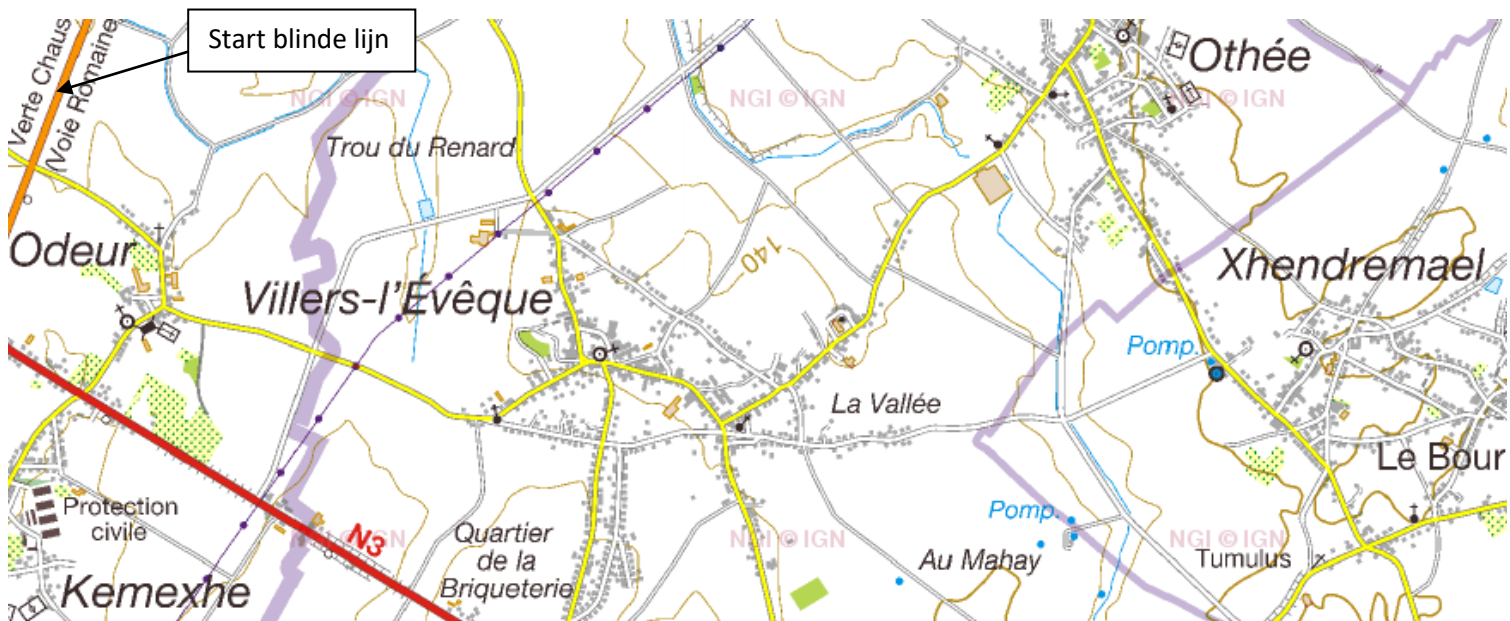 Start blinde lijn
Verte Chaus
(Voie Romaine
NGI © IGN
NGI © IGN
NGI © IGN
Othée
Trou du Renard
Odeur
Villers-l'Évêque
140
Xhendremael
Pomp.
La Vallée
Le Bour
Protection
civile
N3
Quartier
de la
Briqueterie
Pomp.
NGI © IGN
NGI © IGN
NGI © IGN
Au Mahay
Tumulus
Kemexhe